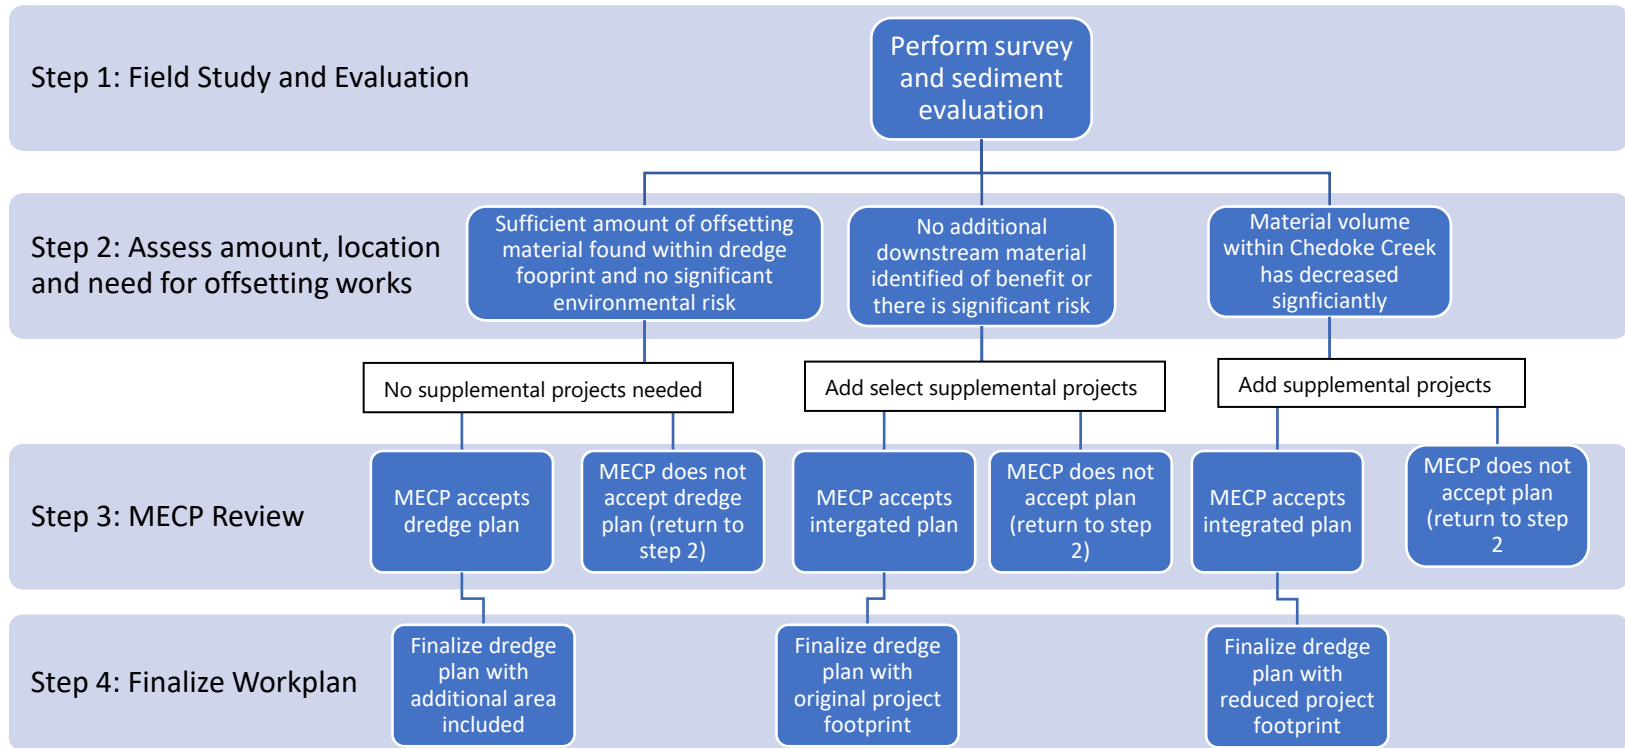 Step 1: Field Study and Evaluation
Perform survey
and sediment
evaluation
Step 2: Assess amount, location
and need for offsetting works
Sufficient amount of offsetting
material found within dredge
fooprint and no significant
environmental risk
No additional
downstream material
identified of benefit or
there is significant risk
Material volume
within Chedoke Creek
has decreased
signficiantly
No supplemental projects needed
Add select supplemental projects
Add supplemental projects
Step 3: MECP Review
MECP accepts
dredge plan
MECP does not
accept dredge
plan (return to
step 2)
MECP accepts
intergated plan
MECP does not
accept plan
(return to step
2)
MECP accepts
integrated plan
MECP does not
accept plan
(return to step
2
Step 4: Finalize Workplan
Finalize dredge
plan with
additional area
included
Finalize dredge
plan with
original project
footprint
Finalize dredge
plan with
reduced project
footprint